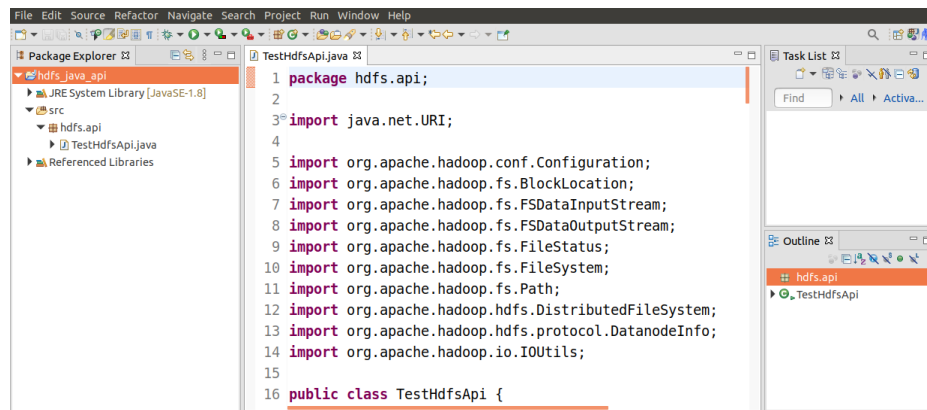 File Edit Source Refactor Navigate Search Project Run Window Help
Package Explorer
hdfs_java_api
JRE System Library [JavaSE-1.8]
src
hdfs.api
TestHdfsApi.java
Referenced Libraries
TestHdfsApi.java
1 package hdfs.api;
2
3 import java.net.URI;
4
5 import org.apache.hadoop.conf.Configuration;
6 import org.apache.hadoop.fs.BlockLocation;
7 import org.apache.hadoop.fs.FSDataInputStream;
8 import org.apache.hadoop.fs.FSDataOutputStream;
9 import org.apache.hadoop.fs.FileStatus;
10 import org.apache.hadoop.fs.FileSystem;
11 import org.apache.hadoop.fs.Path;
12 import org.apache.hadoop.hdfs.DistributedFileSystem;
13 import org.apache.hadoop.hdfs.protocol.DatanodeInfo;
14 import org.apache.hadoop.io.IOUtils;
15
16 public class TestHdfsApi {
Task List
Find All Activa...
Outline
hdfs.api
TestHdfsApi